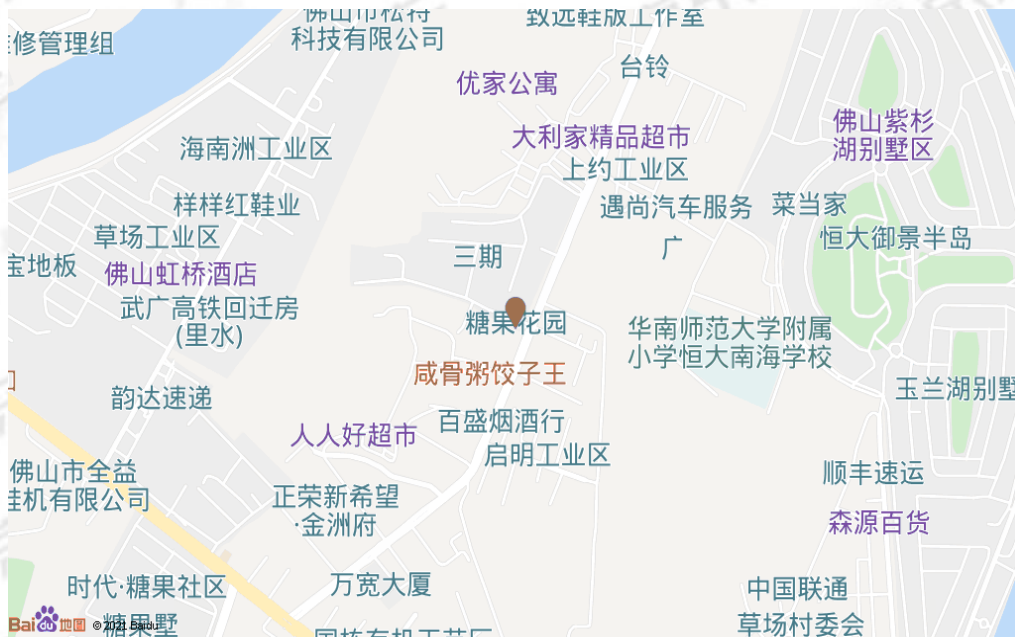 佛山市松特
科技有限公司
致远鞋版工作室
维修管理组
台铃
优家公寓
佛山紫杉
湖别墅区
大利家精品超市
海南洲工业区
上约工业区
样样红鞋业
遇尚汽车服务
菜当家
草场工业区
广
恒大御景半岛
三期
宝地板
佛山虹桥酒店
武广高铁回迁房
(里水)
糖果花园
华南师范大学附属
小学恒大南海学校
咸骨粥饺子王
玉兰湖别墅
韵达速递
百盛烟酒行
人人好超市
启明工业区
佛山市全益
鞋机有限公司
顺丰速运
正荣新希望
·金洲府
森源百货
时代·糖果社区
万宽大厦
中国联通
糖果墅
草场村委会
Bai du 地图 © 2021 Baidu